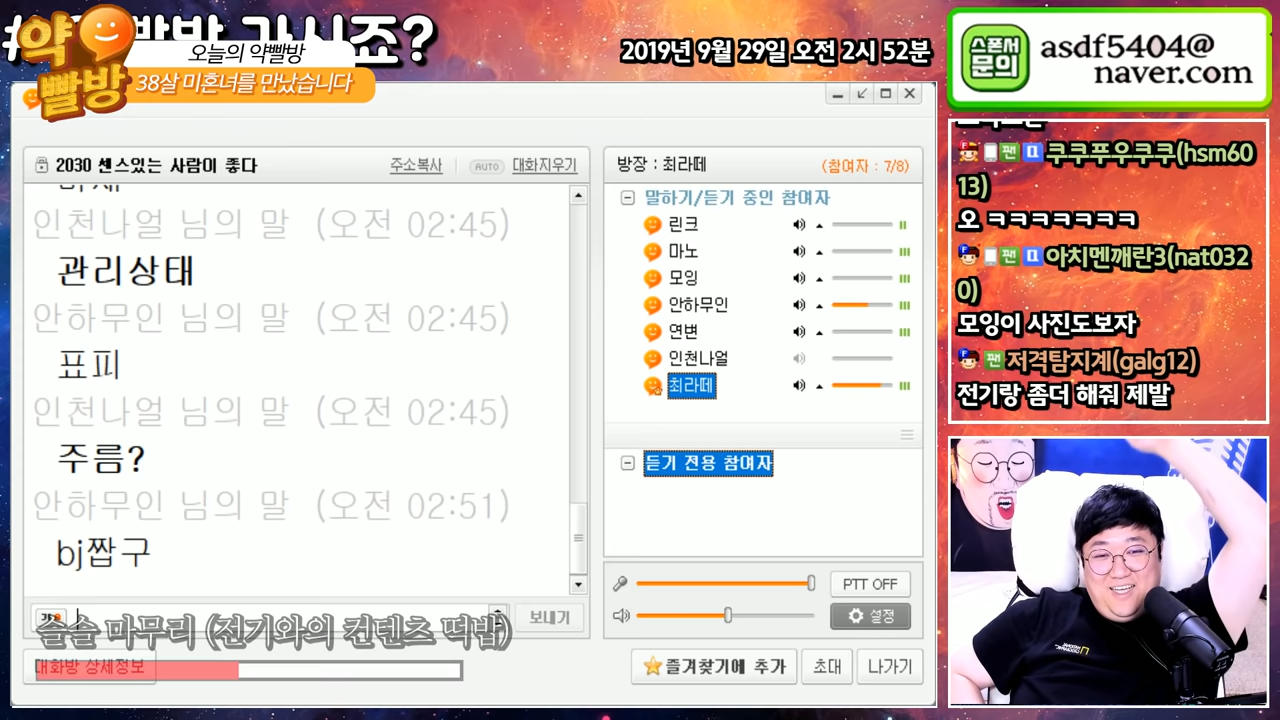 약빨방
가시죠?
오늘의 약빨방
38살 미혼녀를 만났습니다
2019년 9월 29일 오전 2시 52분
스폰서
문의
asdf5404@
naver.com
2030 센스있는 사람이 좋다
주소복사
AUTO
대화지우기
인천나얼 님의 말 (오전 02:45)
관리상태
안하무인 님의 말 (오전 02:45)
표피
인천나얼 님의 말 (오전 02:45)
주름?
안하무인 님의 말 (오전 02:51)
bj짭구
보내기
슬슬 마무리 (전기와의 컨텐츠 떡밥)
대화방 상세정보
방장 : 최라떼
(참여자 : 7/8)
말하기/듣기 중인 참여자
린크
마노
모잉
안하무인
연변
인천나얼
최라떼
듣기 전용 참여자
PTT OFF
설정
즐겨찾기에 추가
초대
나가기
팬 쿠쿠푸우쿠쿠(hsm60
13)
오 ㅋㅋㅋㅋㅋㅋㅋ
팬 아치멘깨란3(nat032
0)
모잉이 사진도보자
팬 저격탐지계(galg12)
전기랑 좀더 해줘 제발